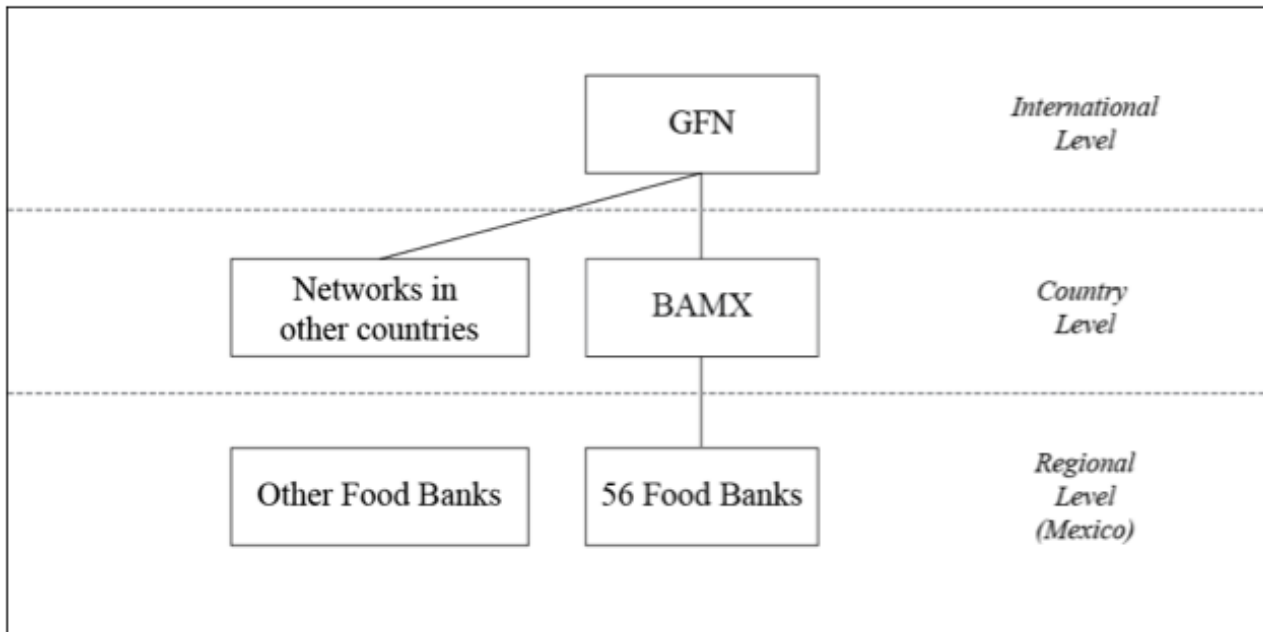 GFN
International
Level
Networks in
other countries
BAMX
Country
Level
Other Food Banks
56 Food Banks
Regional
Level
(Mexico)